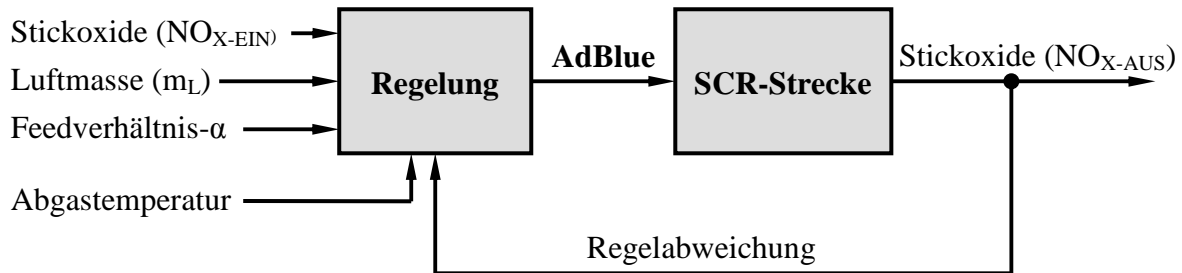 Stickoxide (NOX-EIN)
Luftmasse (mL)
Feedverhältnis-α
Abgastemperatur
Regelung
AdBlue
SCR-Strecke
Stickoxide (NOX-AUS)
Regelabweichung